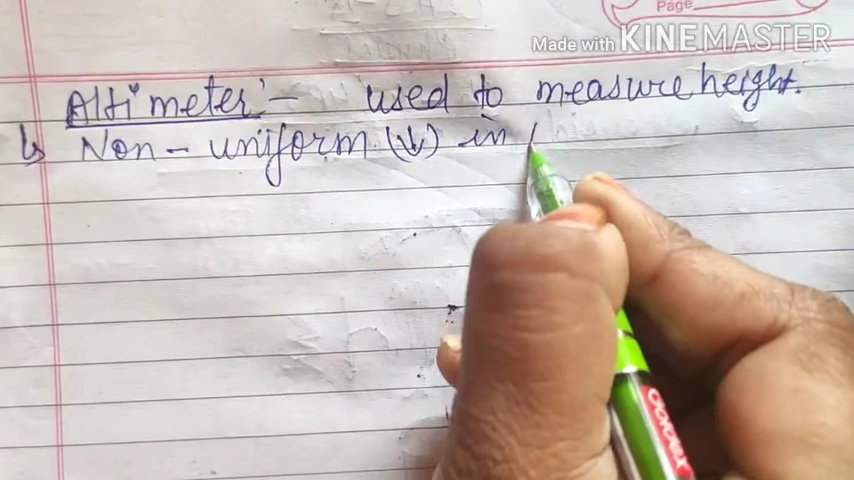 Page
Made with KINEMASTER
Altimeter :- used to measure height.
↳ Non - uniform (↓) in